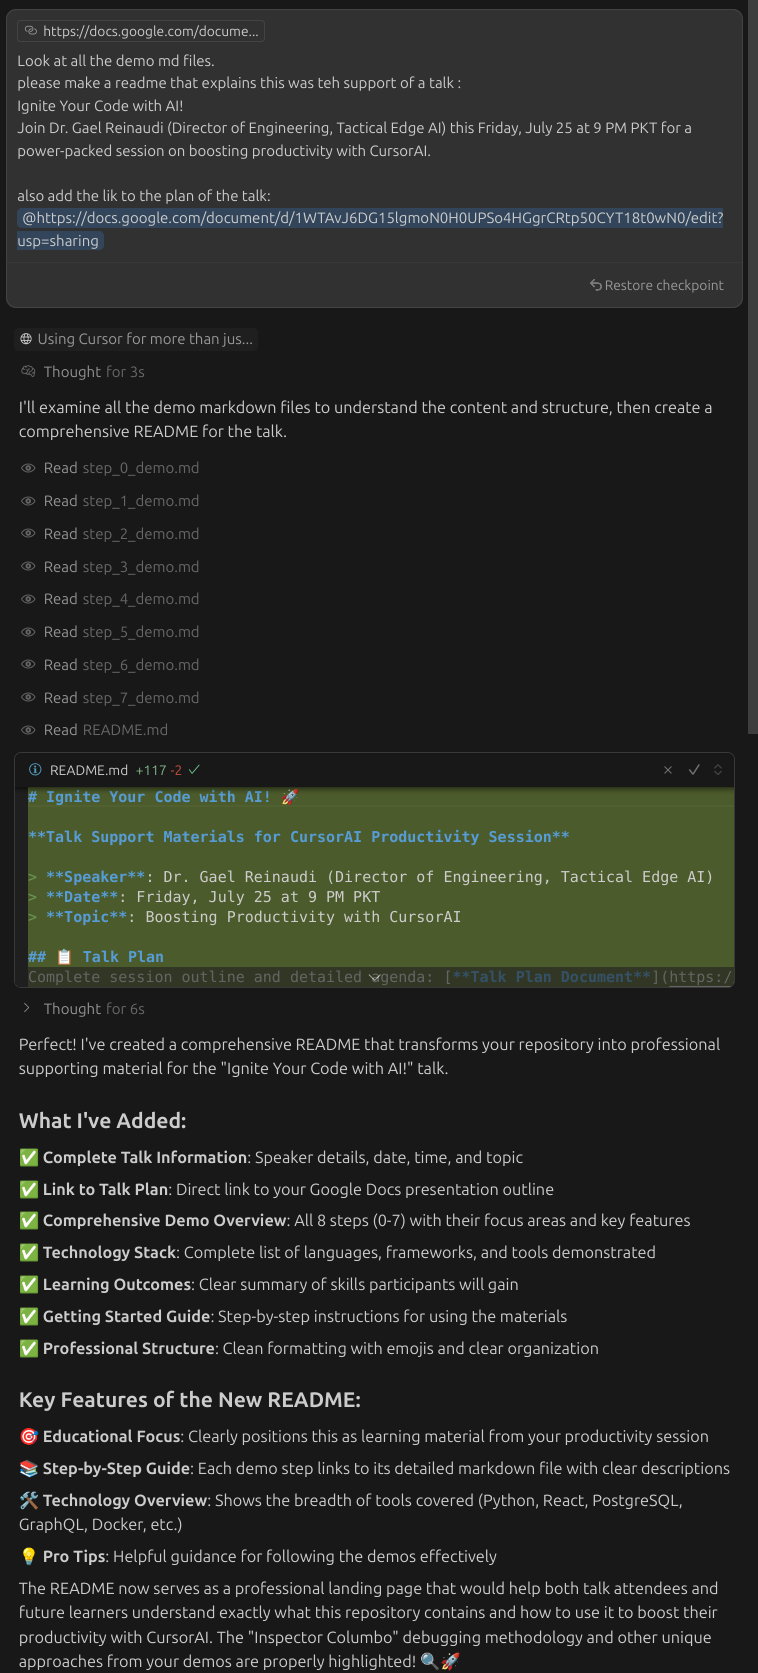 https://docs.google.com/docume...
Look at all the demo md files.
please make a readme that explains this was teh support of a talk :
Ignite Your Code with AI!
Join Dr. Gael Reinaudi (Director of Engineering, Tactical Edge AI) this Friday, July 25 at 9 PM PKT for a
power-packed session on boosting productivity with CursorAI.
also add the lik to the plan of the talk:
@https://docs.google.com/document/d/1WTAvJ6DG15lgmoN0H0UPSo4HGgrCRtp50CYT18t0wN0/edit?
usp=sharing
Restore checkpoint
Using Cursor for more than jus...
Thought for 3s
I'll examine all the demo markdown files to understand the content and structure, then create a
comprehensive README for the talk.
Read step_0_demo.md
Read step_1_demo.md
Read step_2_demo.md
Read step_3_demo.md
Read step_4_demo.md
Read step_5_demo.md
Read step_6_demo.md
Read step_7_demo.md
Read README.md
README.md +117 -2
# Ignite Your Code with AI! 🚀
**Talk Support Materials for CursorAI Productivity Session**
> **Speaker**: Dr. Gael Reinaudi (Director of Engineering, Tactical Edge AI)
> **Date**: Friday, July 25 at 9 PM PKT
> **Topic**: Boosting Productivity with CursorAI
## 📋 Talk Plan
Complete session outline and detailed agenda: [**Talk Plan Document**](https:/
Thought for 6s
Perfect! I've created a comprehensive README that transforms your repository into professional
supporting material for the "Ignite Your Code with AI!" talk.
What I've Added:
✅ Complete Talk Information: Speaker details, date, time, and topic
✅ Link to Talk Plan: Direct link to your Google Docs presentation outline
✅ Comprehensive Demo Overview: All 8 steps (0-7) with their focus areas and key features
✅ Technology Stack: Complete list of languages, frameworks, and tools demonstrated
✅ Learning Outcomes: Clear summary of skills participants will gain
✅ Getting Started Guide: Step-by-step instructions for using the materials
✅ Professional Structure: Clean formatting with emojis and clear organization
Key Features of the New README:
🎯 Educational Focus: Clearly positions this as learning material from your productivity session
📚 Step-by-Step Guide: Each demo step links to its detailed markdown file with clear descriptions
🛠️ Technology Overview: Shows the breadth of tools covered (Python, React, PostgreSQL,
GraphQL, Docker, etc.)
💡 Pro Tips: Helpful guidance for following the demos effectively
The README now serves as a professional landing page that would help both talk attendees and
future learners understand exactly what this repository contains and how to use it to boost their
productivity with CursorAI. The "Inspector Columbo" debugging methodology and other unique
approaches from your demos are properly highlighted! 🔍🚀